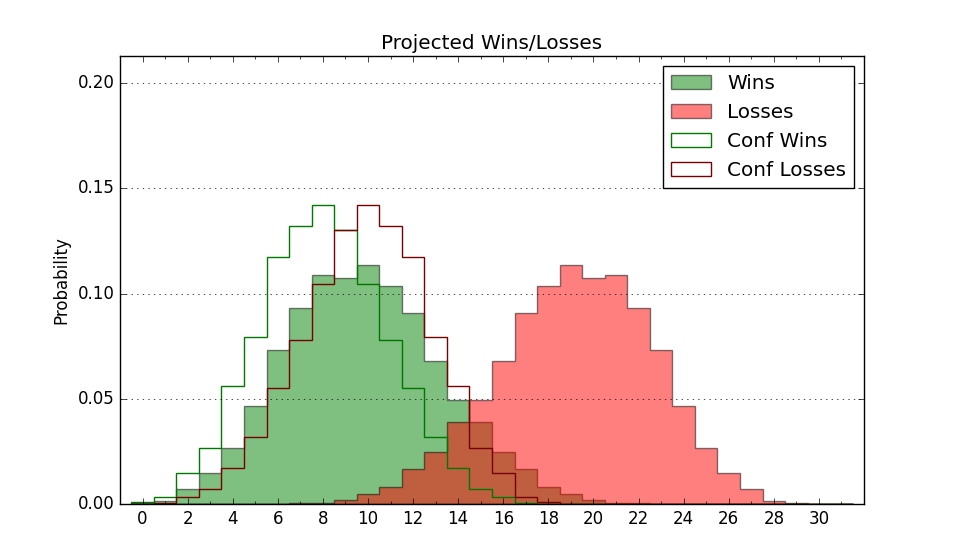 Projected Wins/Losses
0.20
0.15
0.10
0.05
0.00
Probability
Wins
Losses
Conf Wins
Conf Losses
0 2 4 6 8 10 12 14 16 18 20 22 24 26 28 30